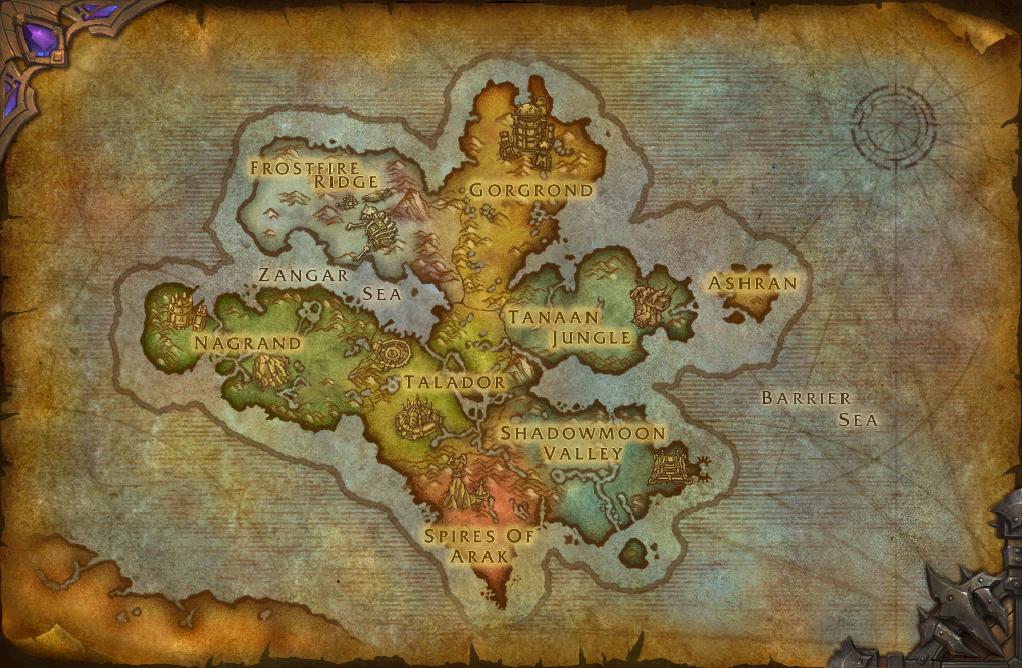 Frostfire
Ridge
Gorgrond
Zangar
Sea
Ashran
Nagrand
Tanaan
Jungle
Talador
Barrier
Sea
Shadowmoon
Valley
Spires Of
Arak